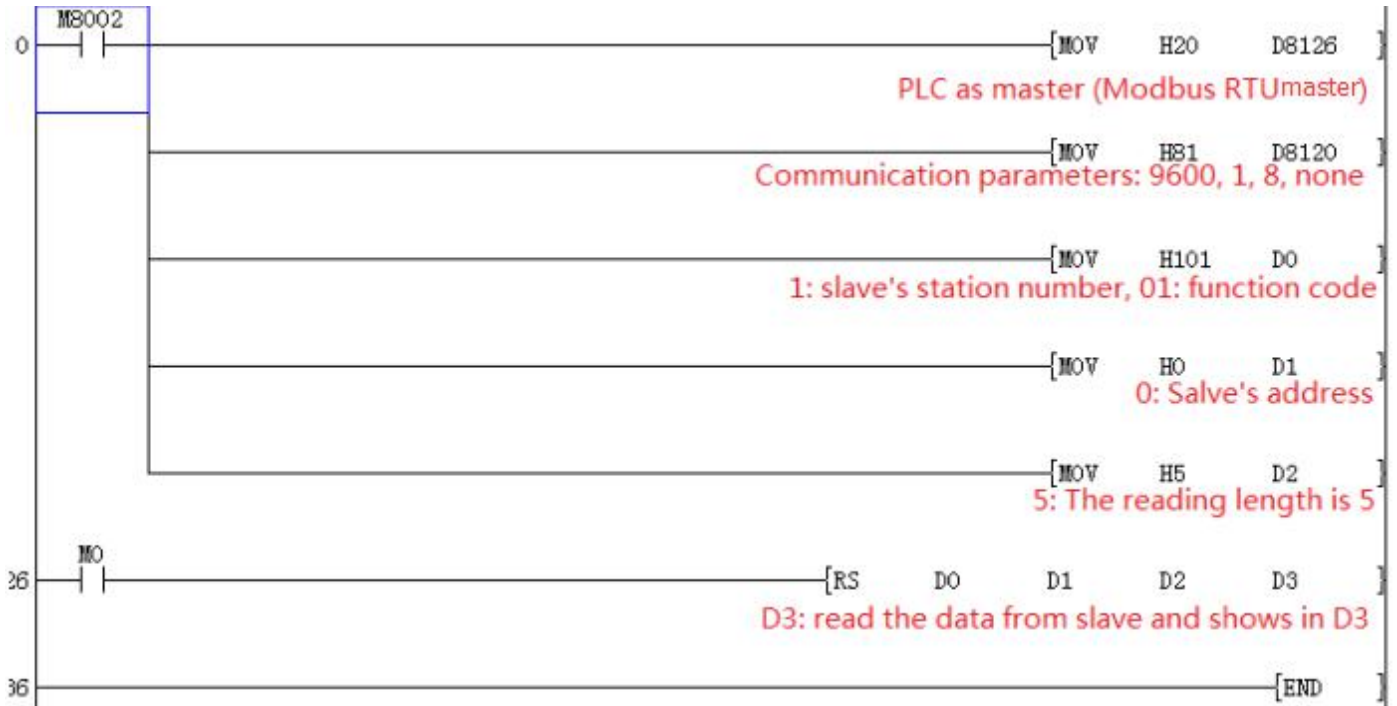 M8002
0 [MOV H20 D8126 ]
PLC as master (Modbus RTUmaster)
[MOV H81 D8120 ]
Communication parameters: 9600, 1, 8, none
[MOV H101 D0 ]
1: slave's station number, 01: function code
[MOV H0 D1 ]
0: Salve's address
[MOV H5 D2 ]
5: The reading length is 5
M0
26 [RS D0 D1 D2 D3 ]
D3: read the data from slave and shows in D3
36 [END ]